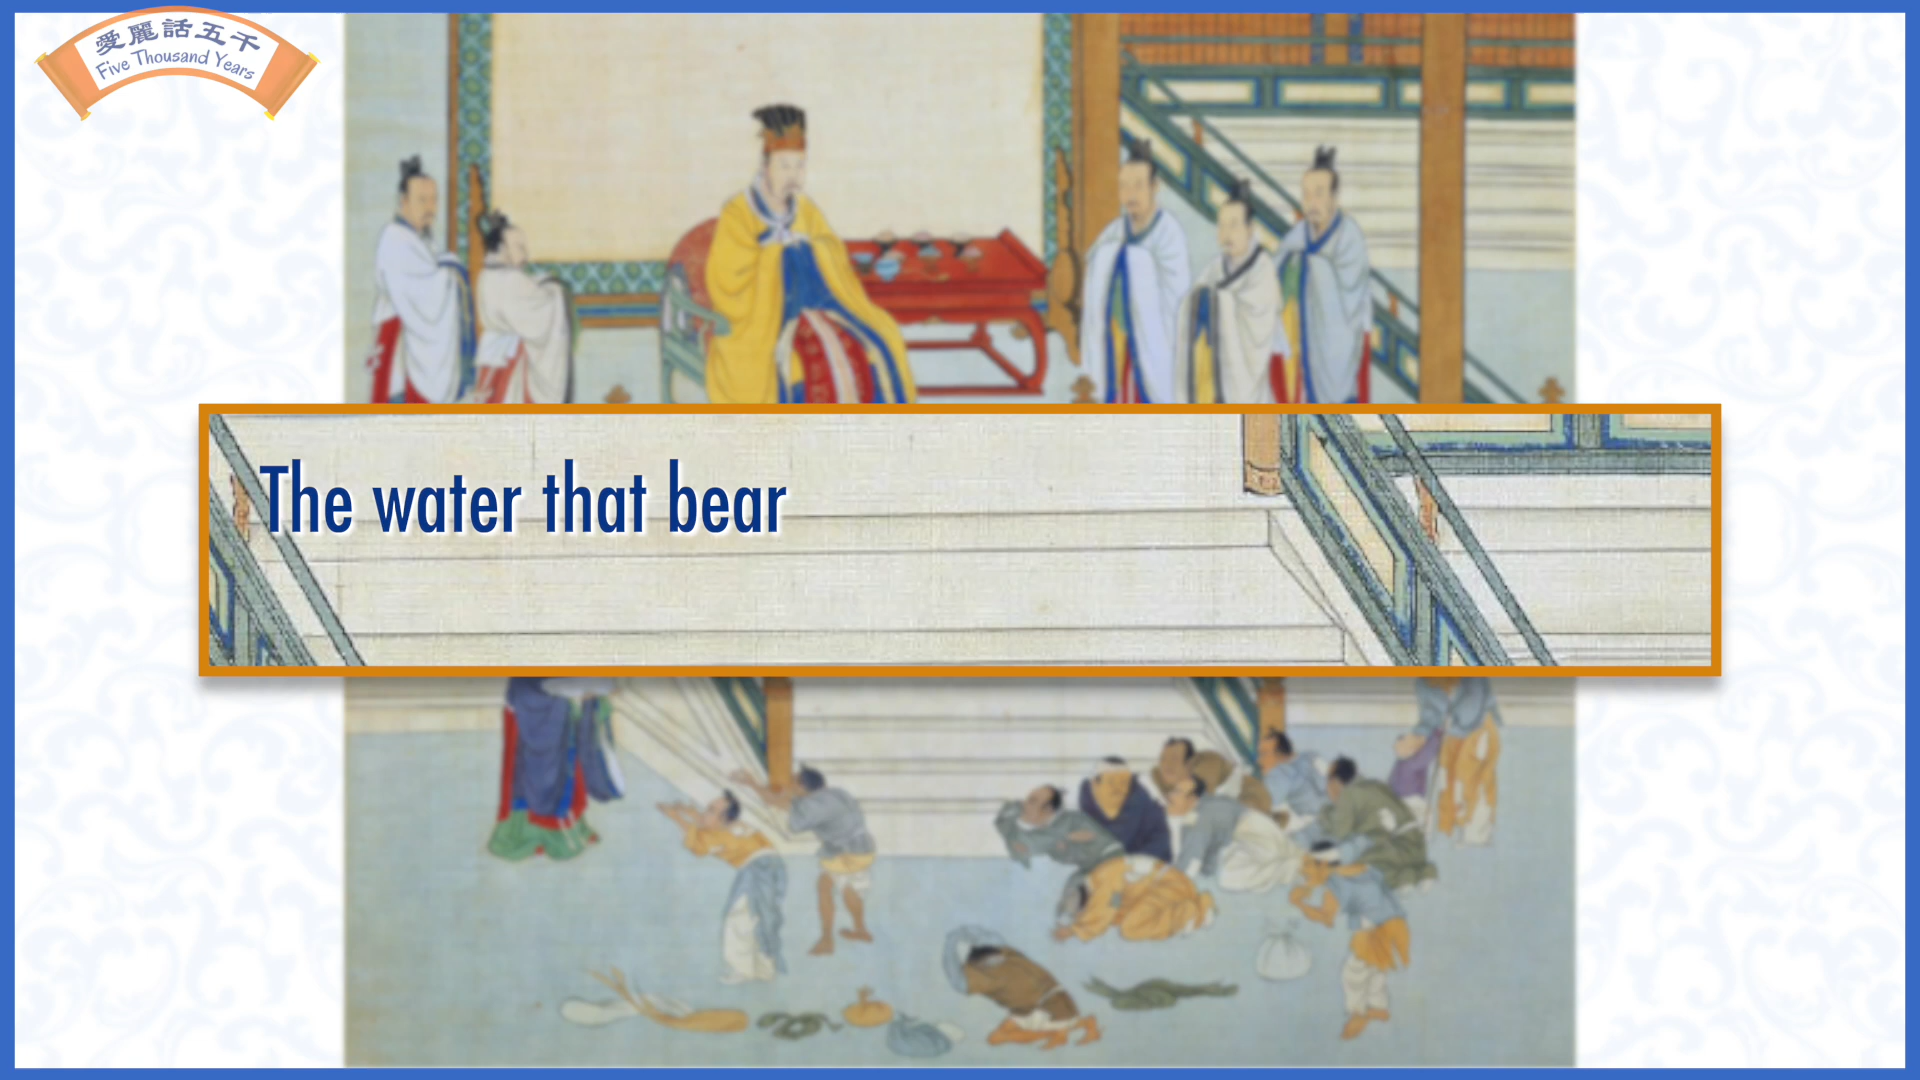 愛麗話五千
Five Thousand Years
The water that bear